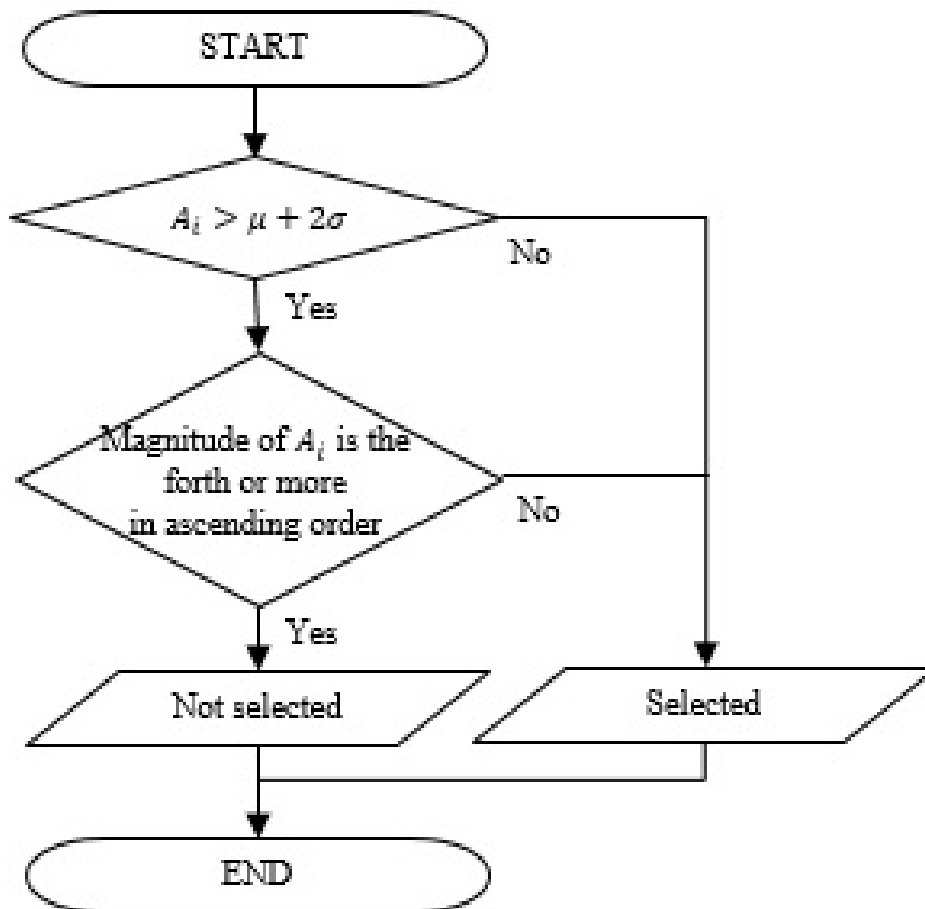 START
A_i > μ + 2σ
No
Yes
Magnitude of A_i is the
forth or more
in ascending order
No
Yes
Not selected
Selected
END